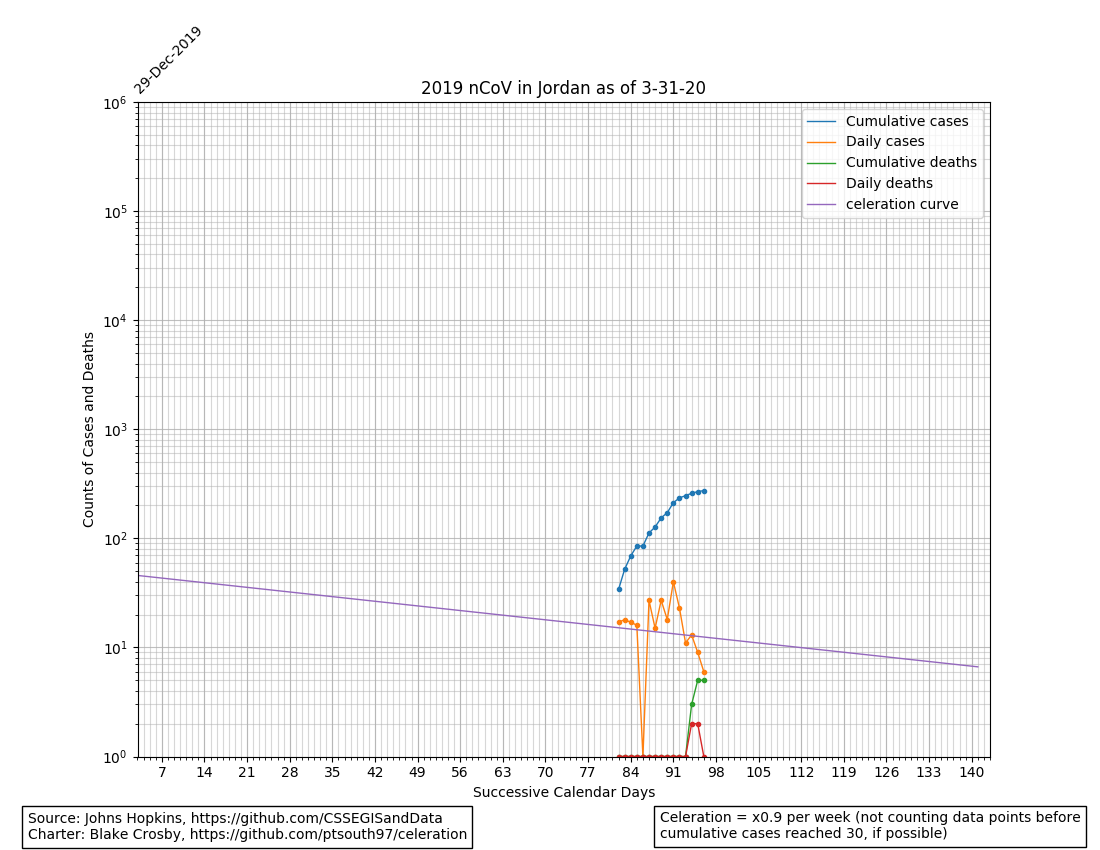 29-Dec-2019
2019 nCoV in Jordan as of 3-31-20
Cumulative cases
Daily cases
Cumulative deaths
Daily deaths
celeration curve
10^6
10^5
10^4
10^3
10^2
10^1
10^0
Counts of Cases and Deaths
7 14 21 28 35 42 49 56 63 70 77 84 91 98 105 112 119 126 133 140
Successive Calendar Days
Source: Johns Hopkins, https://github.com/CSSEGISandData
Charter: Blake Crosby, https://github.com/ptsouth97/celeration
Celeration = x0.9 per week (not counting data points before
cumulative cases reached 30, if possible)